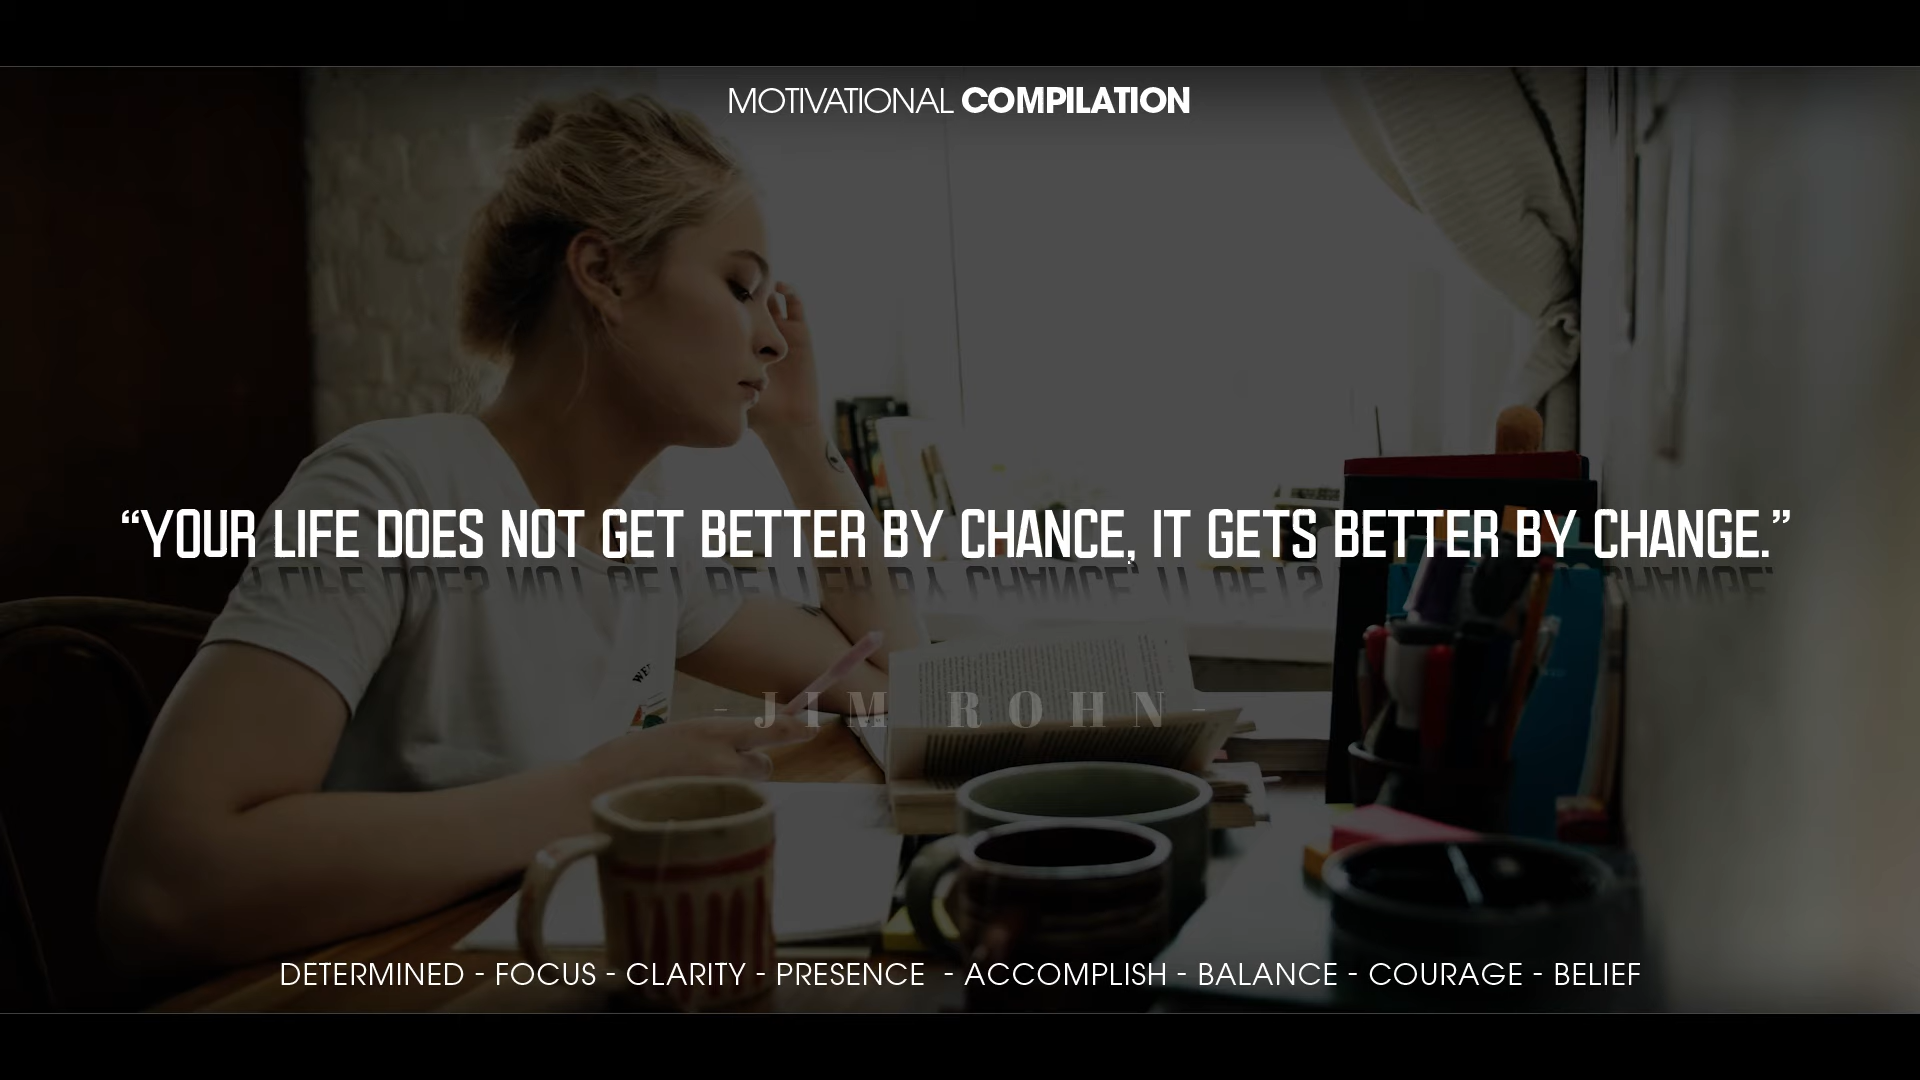 MOTIVATIONAL COMPILATION
“YOUR LIFE DOES NOT GET BETTER BY CHANCE, IT GETS BETTER BY CHANGE.”
- JIM ROHN -
DETERMINED - FOCUS - CLARITY - PRESENCE - ACCOMPLISH - BALANCE - COURAGE - BELIEF